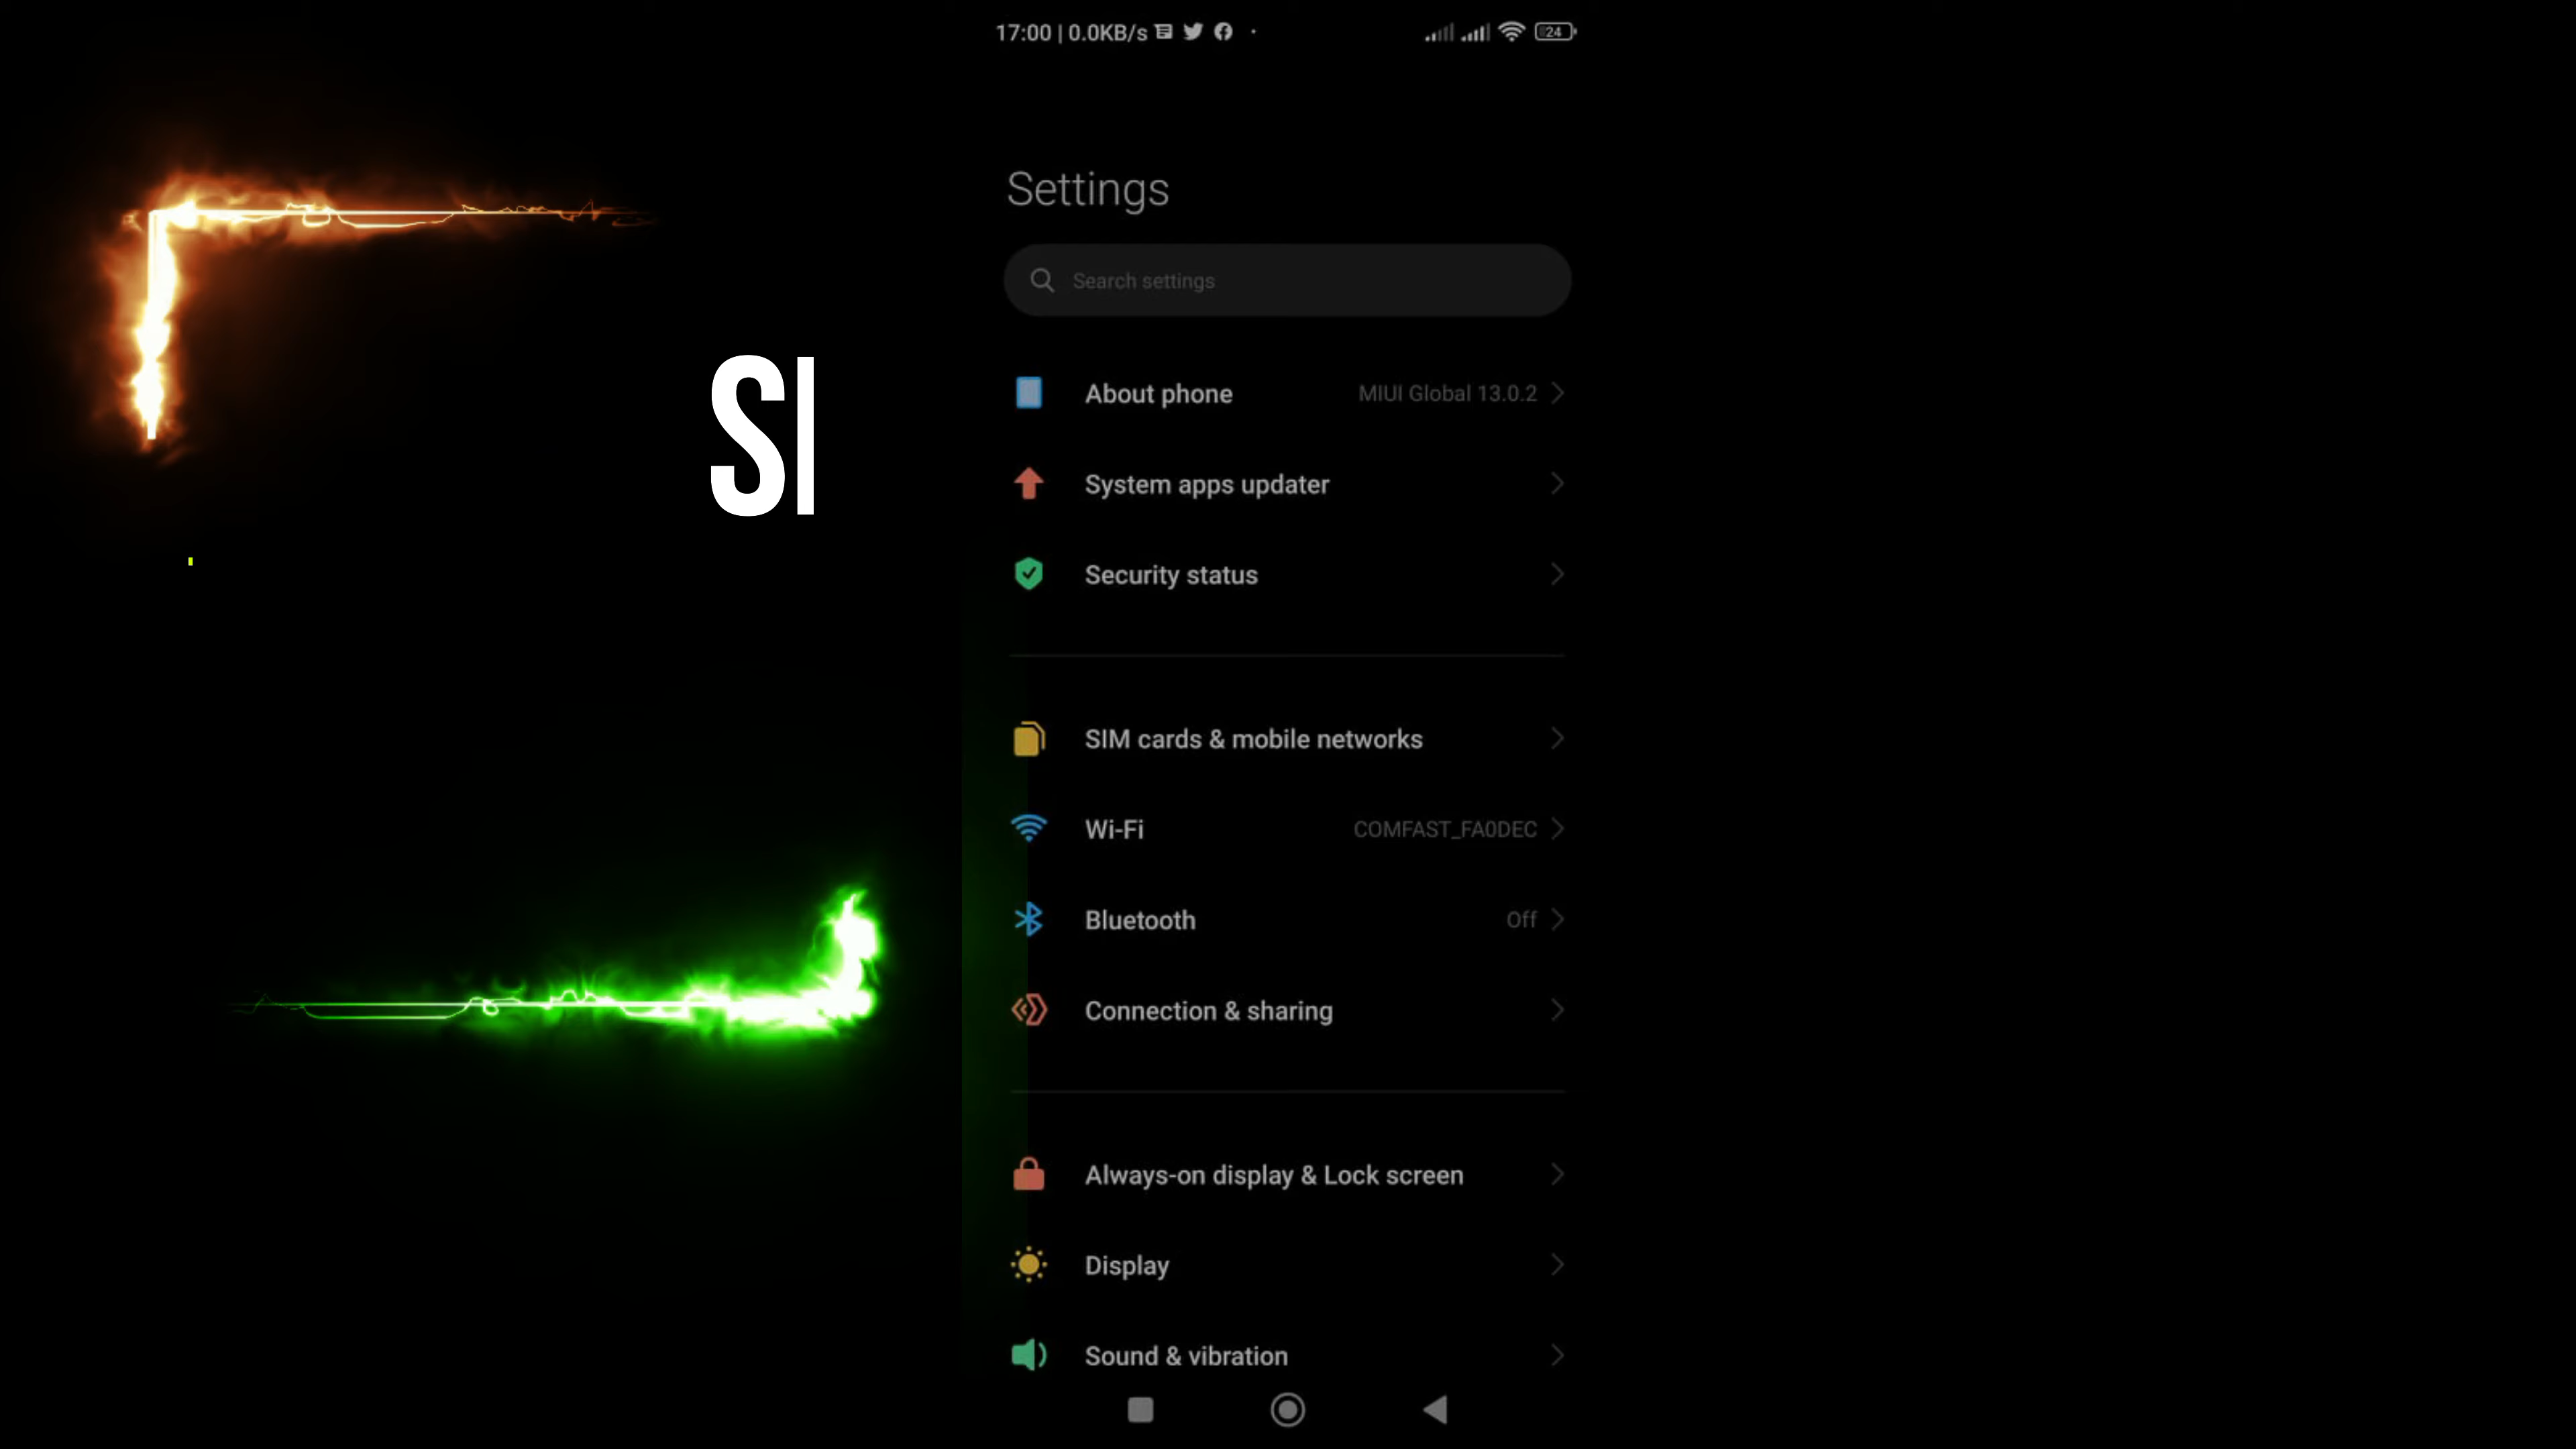 17:00 | 0.0KB/s
24
Settings
Search settings
SI
About phone MIUI Global 13.0.2
System apps updater
Security status
SIM cards & mobile networks
Wi-Fi COMFAST_FA0DEC
Bluetooth Off
Connection & sharing
Always-on display & Lock screen
Display
Sound & vibration